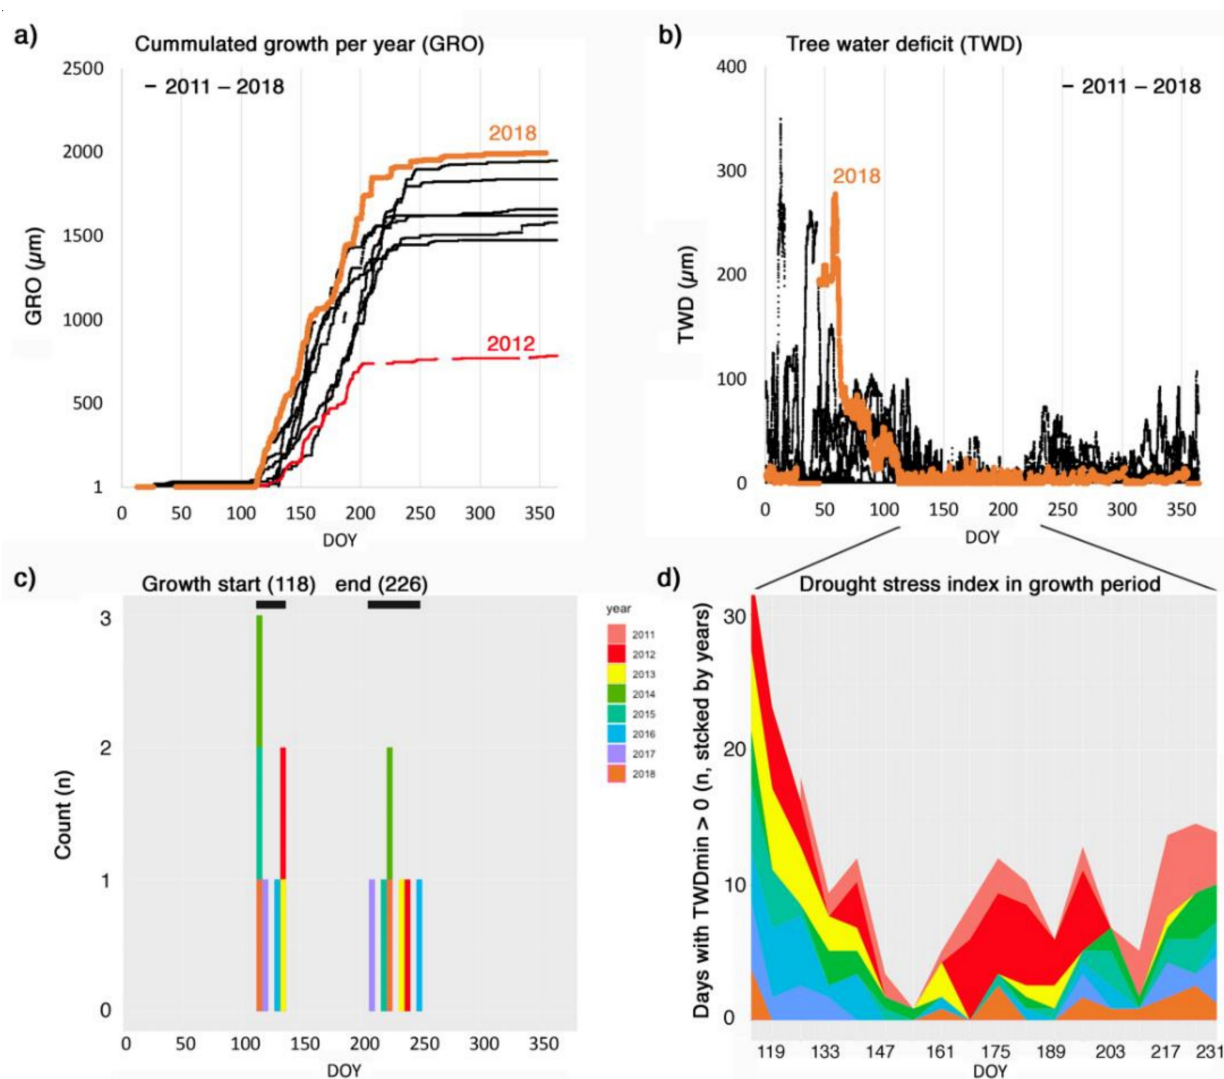 a) Cummulated growth per year (GRO)
2500
2000
1500
1000
500
1
GRO (µm)
– 2011 – 2018
2018
2012
0 50 100 150 200 250 300 350
DOY
b) Tree water deficit (TWD)
400
300
200
100
0
TWD (µm)
– 2011 – 2018
2018
0 50 100 150 200 250 300 350
DOY
c) Growth start (118) end (226)
3
2
1
0
Count (n)
0 50 100 150 200 250 300 350
DOY
year
2011
2012
2013
2014
2015
2016
2017
2018
d) Drought stress index in growth period
30
20
10
0
Days with TWDmin > 0 (n, stcked by years)
119 133 147 161 175 189 203 217 231
DOY